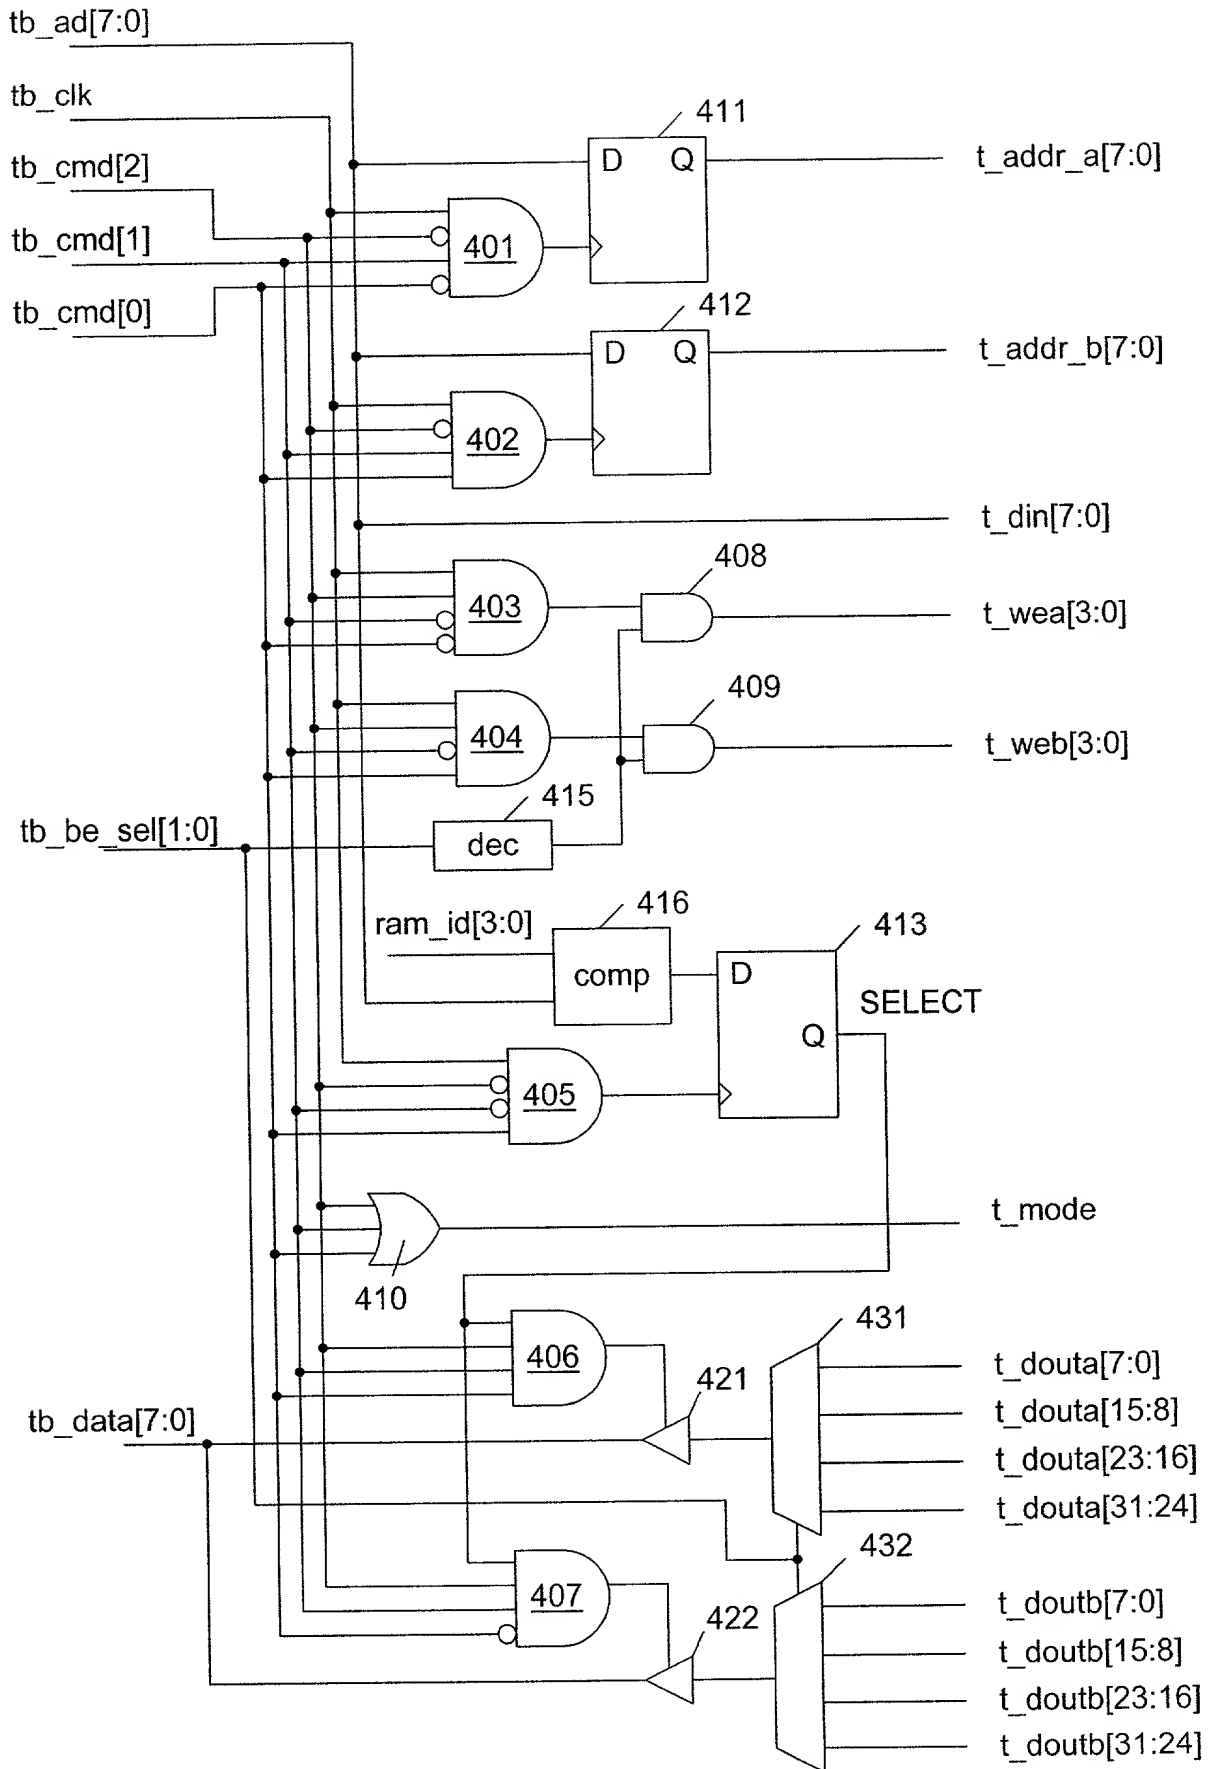 tb_ad[7:0]
tb_clk
411
D Q
t_addr_a[7:0]
tb_cmd[2]
tb_cmd[1]
401
tb_cmd[0]
412
D Q
t_addr_b[7:0]
402
t_din[7:0]
408
403
t_wea[3:0]
409
404
t_web[3:0]
415
tb_be_sel[1:0]
dec
416
ram_id[3:0]
413
comp
D
SELECT
Q
405
t_mode
410
431
406
t_douta[7:0]
421
tb_data[7:0]
t_douta[15:8]
t_douta[23:16]
t_douta[31:24]
432
407
t_doutb[7:0]
422
t_doutb[15:8]
t_doutb[23:16]
t_doutb[31:24]